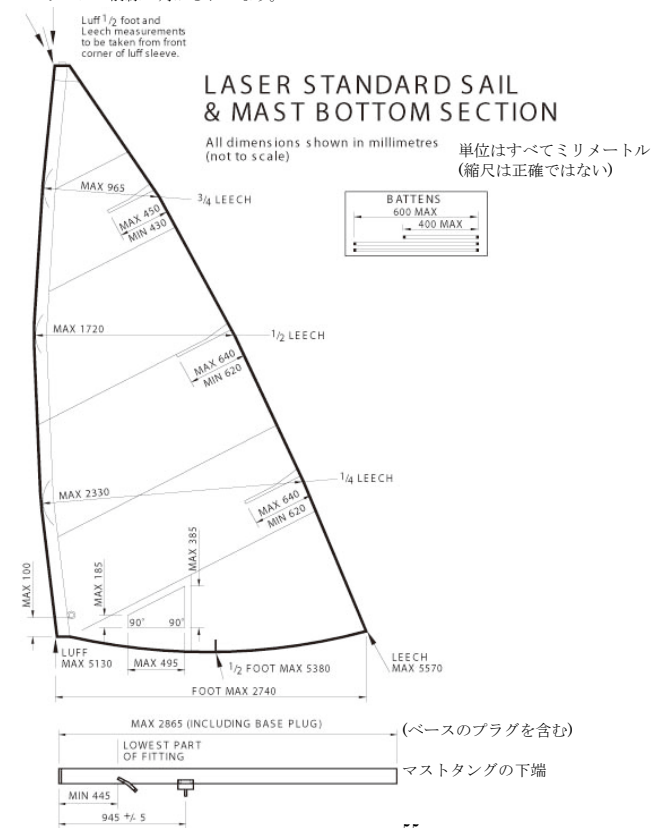 Luff 1/2 foot and
Leech measurements
to be taken from front
corner of luff sleeve.
LASER STANDARD SAIL
& MAST BOTTOM SECTION
All dimensions shown in millimetres
(not to scale)
単位はすべてミリメートル
(縮尺は正確ではない)
BATTENS
600 MAX
400 MAX
MAX 965
3/4 LEECH
MAX 450
MIN 430
MAX 1720
1/2 LEECH
MAX 640
MIN 620
MAX 2330
1/4 LEECH
MAX 640
MIN 620
MAX 385
MAX 185
MAX 100
90°
90°
LUFF
MAX 5130
MAX 495
1/2 FOOT MAX 5380
LEECH
MAX 5570
FOOT MAX 2740
MAX 2865 (INCLUDING BASE PLUG)
(ベースのプラグを含む)
LOWEST PART
OF FITTING
マストタングの下端
MIN 445
945 +/- 5